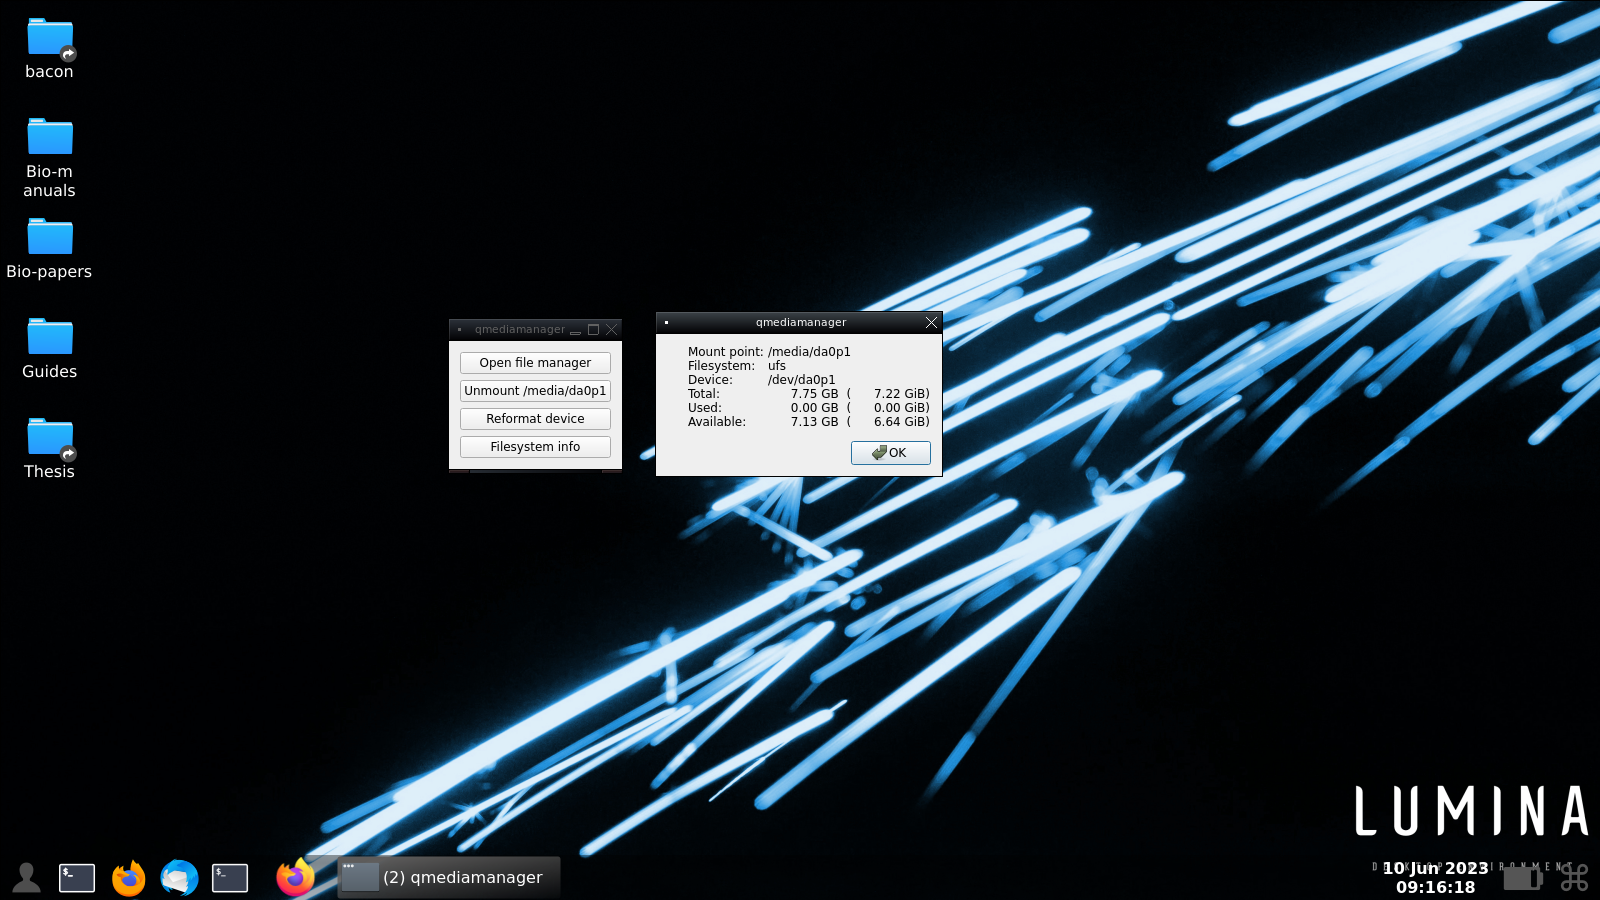 bacon
Bio-m
anuals
Bio-papers
Guides
Thesis
qmediamanager
Open file manager
Unmount /media/da0p1
Reformat device
Filesystem info
qmediamanager
Mount point: /media/da0p1
Filesystem: ufs
Device: /dev/da0p1
Total: 7.75 GB ( 7.22 GiB)
Used: 0.00 GB ( 0.00 GiB)
Available: 7.13 GB ( 6.64 GiB)
OK
LUMINA
DESKTOP ENVIRONMENT
$_
$_
(2) qmediamanager
10 Jun 2023
09:16:18